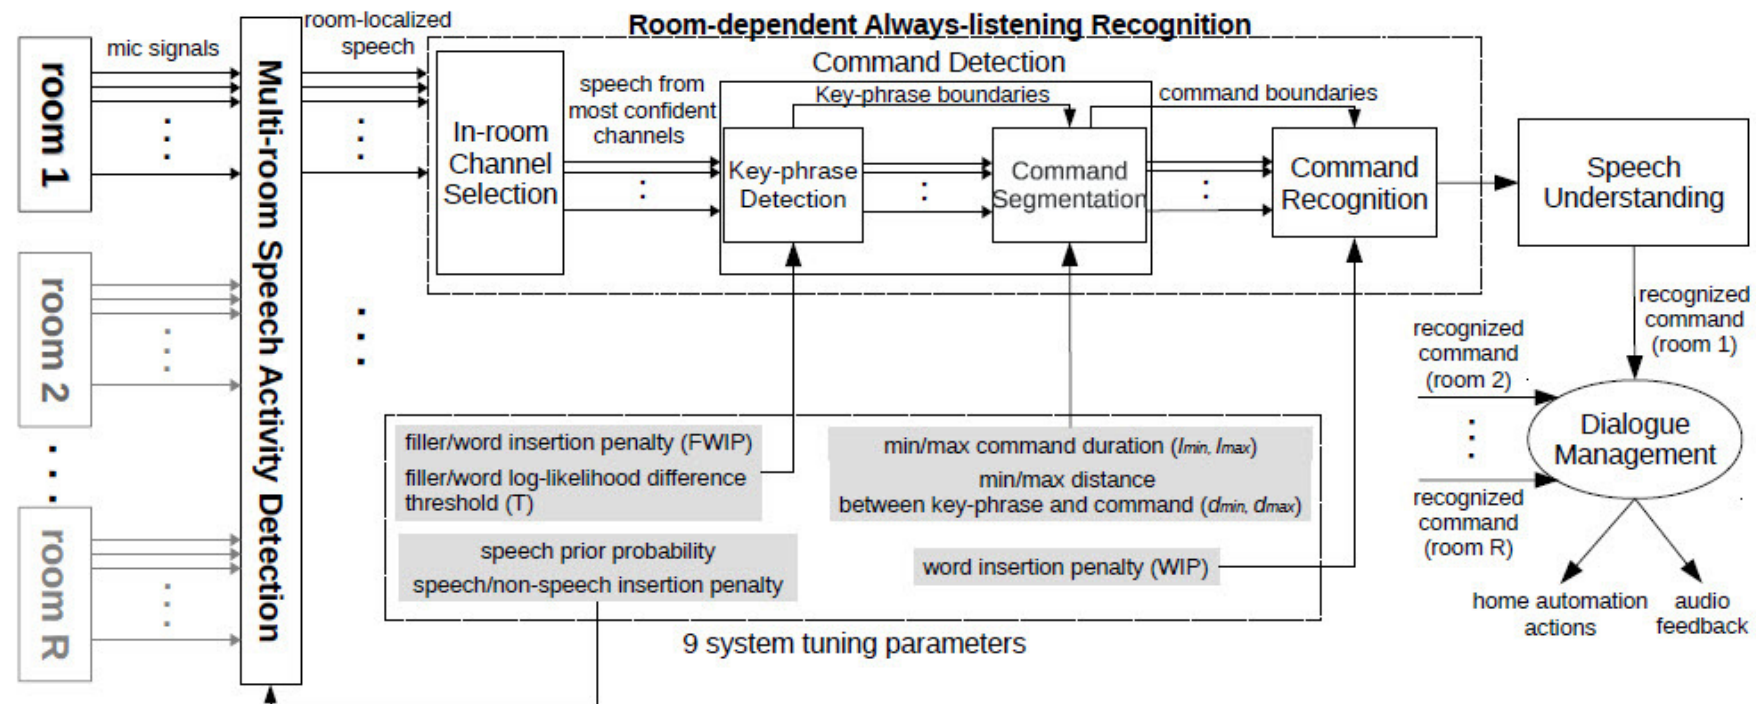 Room-dependent Always-listening Recognition
room 1
mic signals
Multi-room Speech Activity Detection
room-localized
speech
In-room
Channel
Selection
speech from
most confident
channels
Command Detection
Key-phrase boundaries
Key-phrase
Detection
Command
Segmentation
command boundaries
Command
Recognition
Speech
Understanding
room 2
room R
recognized
command
(room 1)
recognized
command
(room 2)
recognized
command
(room R)
Dialogue
Management
home automation
actions
audio
feedback
filler/word insertion penalty (FWIP)
filler/word log-likelihood difference
threshold (T)
speech prior probability
speech/non-speech insertion penalty
min/max command duration (lmin, lmax)
min/max distance
between key-phrase and command (dmin, dmax)
word insertion penalty (WIP)
9 system tuning parameters